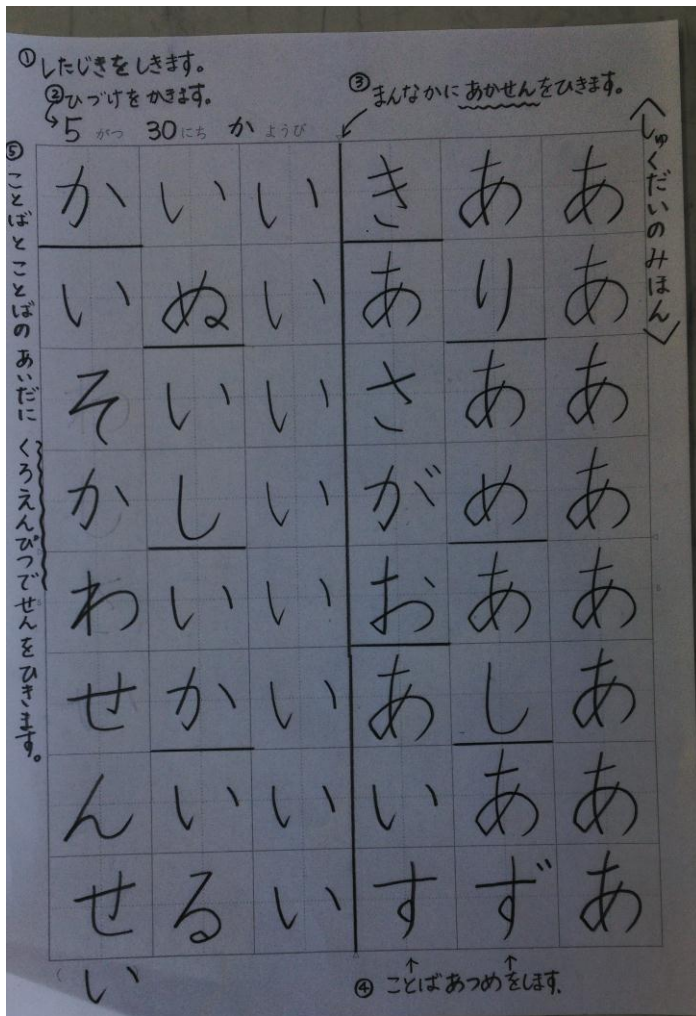 ①したじきをしきます。
②ひづけをかきます。
5がつ30にちかようび
③まんなかにあかせんをひきます。
〈しゅくだいのみほん〉
ああああああああ
ありあめあしあず
きあさがおあいす
いいいいいいいい
いぬいしいかいる
かいそかわせんせい
④ことばあつめをします。
⑤ことばとことばのあいだにくろえんぴつでせんをひきます。